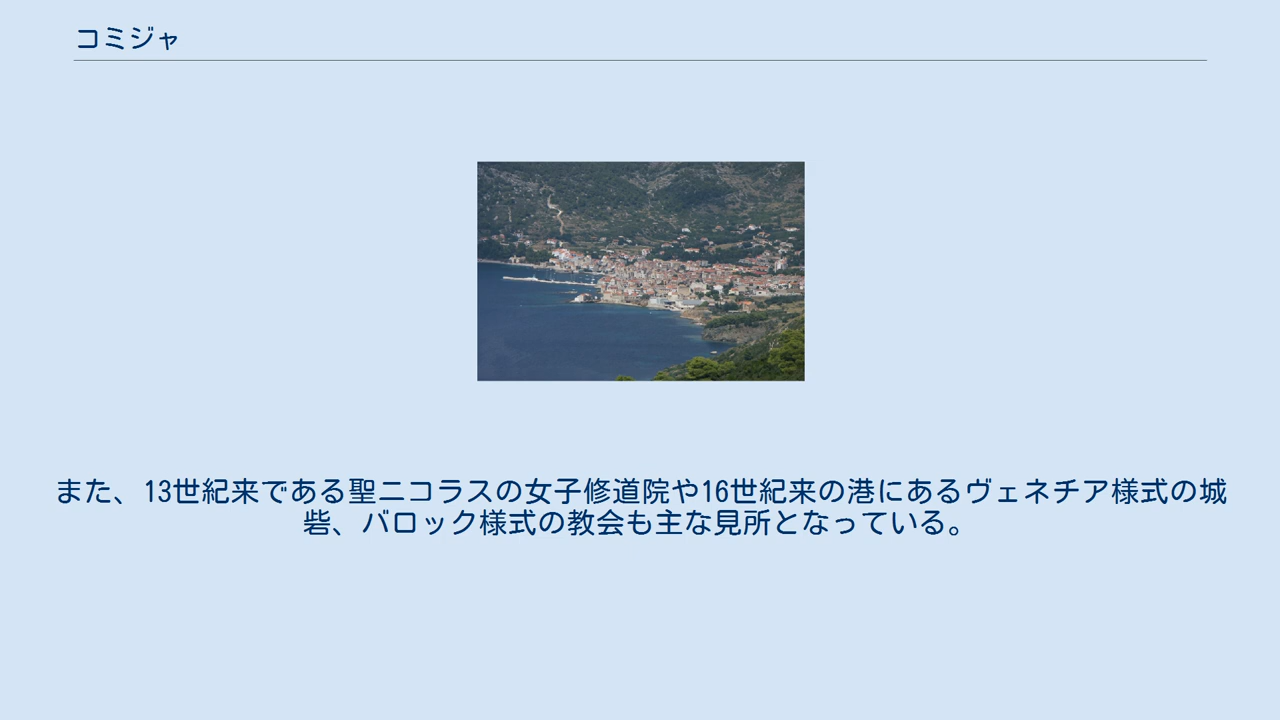 コミジャ
また、13世紀来である聖ニコラスの女子修道院や16世紀来の港にあるヴェネチア様式の城
砦、バロック様式の教会も主な見所となっている。